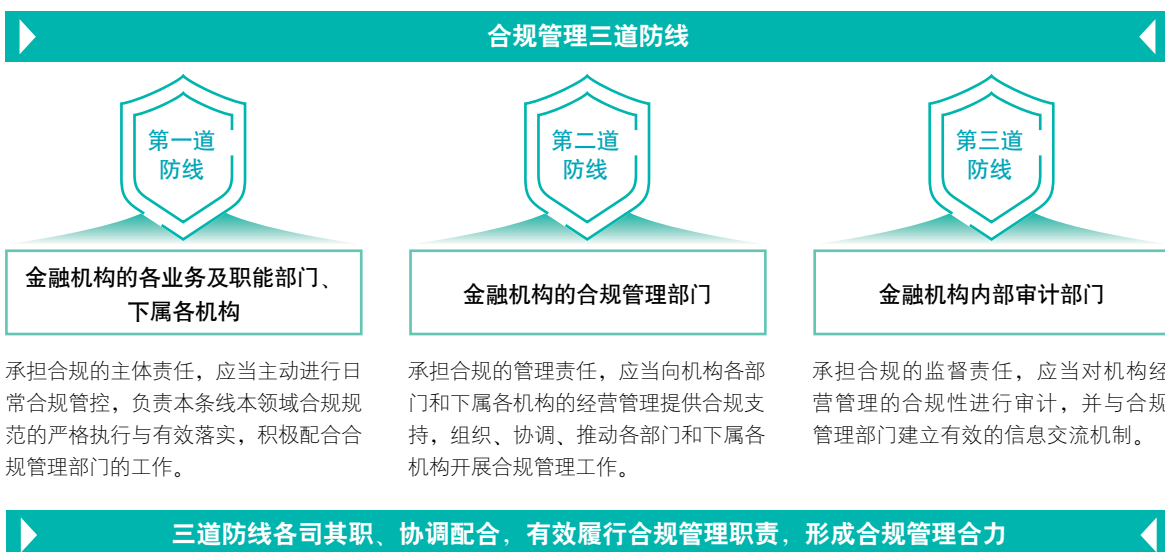 合规管理三道防线
第一道
防线
第二道
防线
第三道
防线
金融机构的各业务及职能部门、
下属各机构
金融机构的合规管理部门
金融机构内部审计部门
承担合规的主体责任，应当主动进行日
常合规管控，负责本条线本领域合规规
范的严格执行与有效落实，积极配合合
规管理部门的工作。
承担合规的管理责任，应当向机构各部
门和下属各机构的经营管理提供合规支
持，组织、协调、推动各部门和下属各
机构开展合规管理工作。
承担合规的监督责任，应当对机构经
营管理的合规性进行审计，并与合规
管理部门建立有效的信息交流机制。
三道防线各司其职、协调配合，有效履行合规管理职责，形成合规管理合力